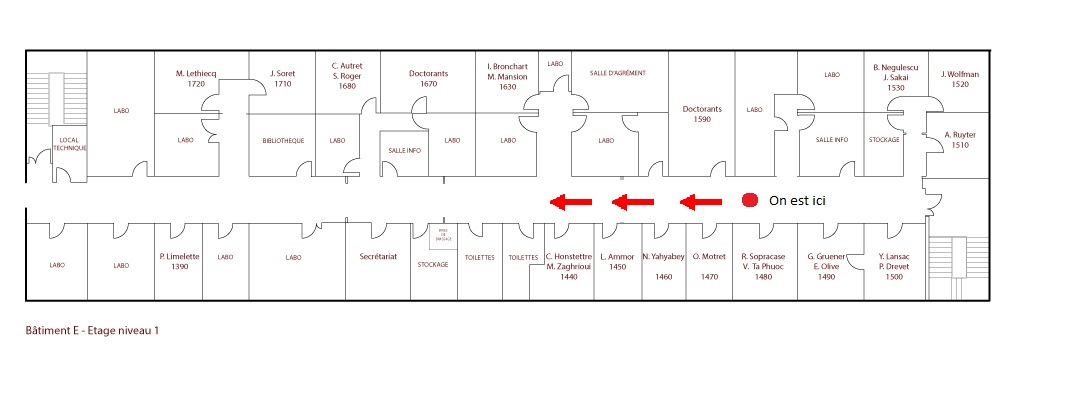 M. Lethiecq
1720
J. Soret
1710
C. Autret
S. Roger
1680
Doctorants
1670
I. Bronchart
M. Mansion
1630
LABO
SALLE D'AGRÉMENT
Doctorants
1590
LABO
LABO
B. Negulescu
J. Sakai
1530
J. Wolfman
1520
LABO
LOCAL
TECHNIQUE
LABO
BIBLIOTHEQUE
LABO
SALLE INFO
LABO
LABO
LABO
SALLE INFO
STOCKAGE
A. Ruyter
1510
On est ici
LABO
LABO
P. Limelette
1390
LABO
LABO
Secrétariat
STOCKAGE
TOILETTES
TOILETTES
C. Honstettre
M. Zaghrioui
1440
L. Ammor
1450
N. Yahyabey
1460
O. Motret
1470
R. Sopracase
V. Ta Phuoc
1480
G. Gruener
E. Olive
1490
Y. Lansac
P. Drevet
1500
Bâtiment E - Etage niveau 1